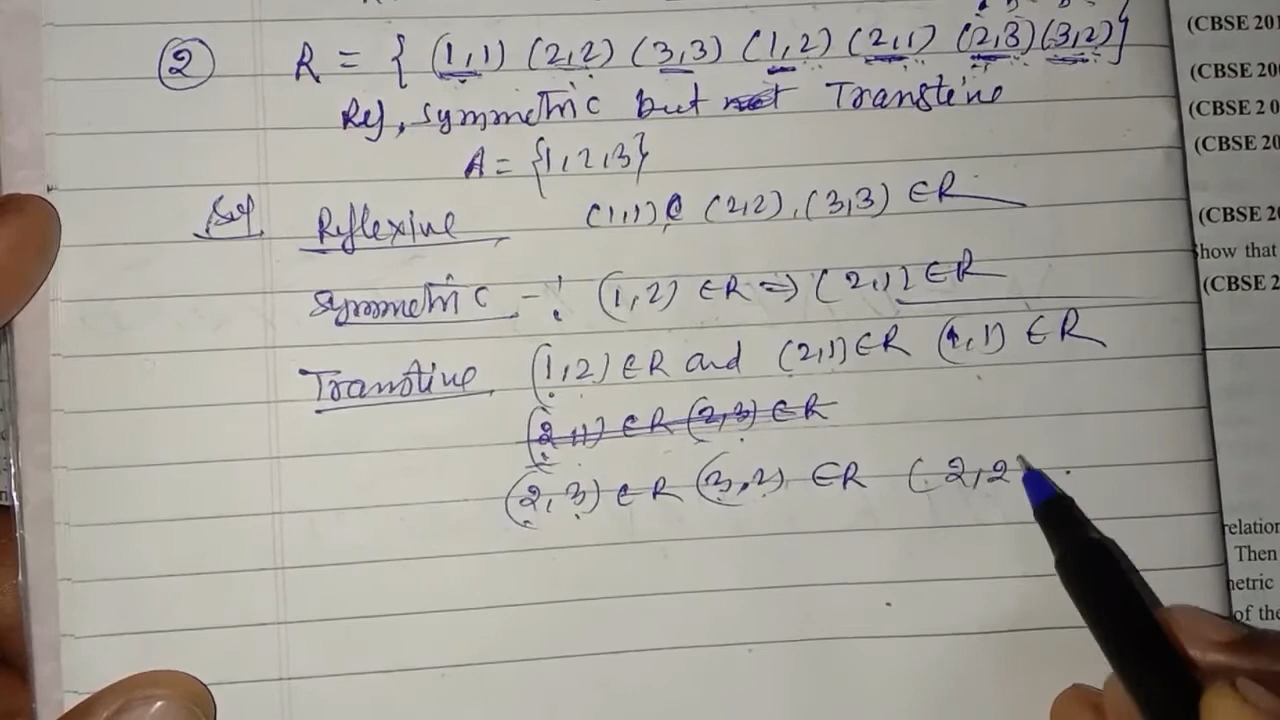 ② R = { (1,1) (2,2) (3,3) (1,2) (2,1) (2,3) (3,2) }
Ref, Symmetric but not Transtive
A = {1,2,3}
Sol Reflexive (1,1) (2,2), (3,3) ∈R
Symmetric - : (1,2) ∈R ⇒ (2,1) ∈R
Transtive (1,2) ∈R and (2,1) ∈R (1,1) ∈R
(2,1) ∈R (2,3) ∈R
(2,3) ∈R (3,2) ∈R (2,2
(CBSE 201
(CBSE 20
(CBSE 20
(CBSE 20
(CBSE 20
how that
(CBSE 2
relation
Then
netric
of the